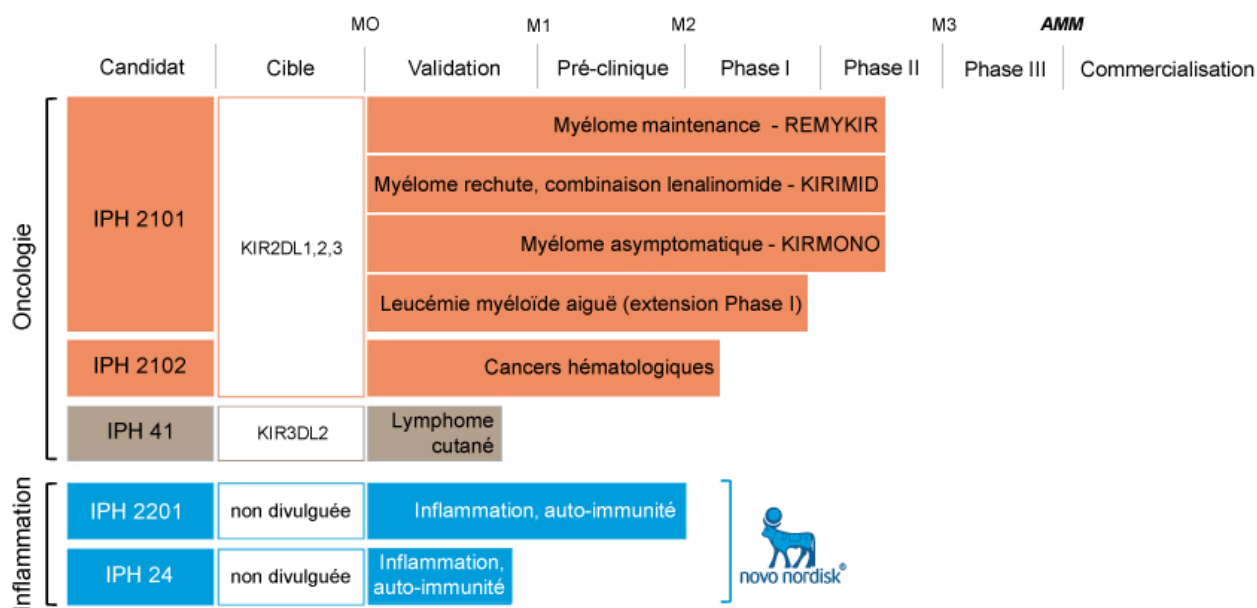 MO M1 M2 M3 AMM
Candidat Cible Validation Pré-clinique Phase I Phase II Phase III Commercialisation
Oncologie
IPH 2101
KIR2DL1,2,3
Myélome maintenance - REMYKIR
Myélome rechute, combinaison lenalinomide - KIRIMID
Myélome asymptomatique - KIRMONO
Leucémie myéloïde aiguë (extension Phase I)
IPH 2102
Cancers hématologiques
IPH 41
KIR3DL2
Lymphome
cutané
Inflammation
IPH 2201
non divulguée
Inflammation, auto-immunité
IPH 24
non divulguée
Inflammation,
auto-immunité
novo nordisk®